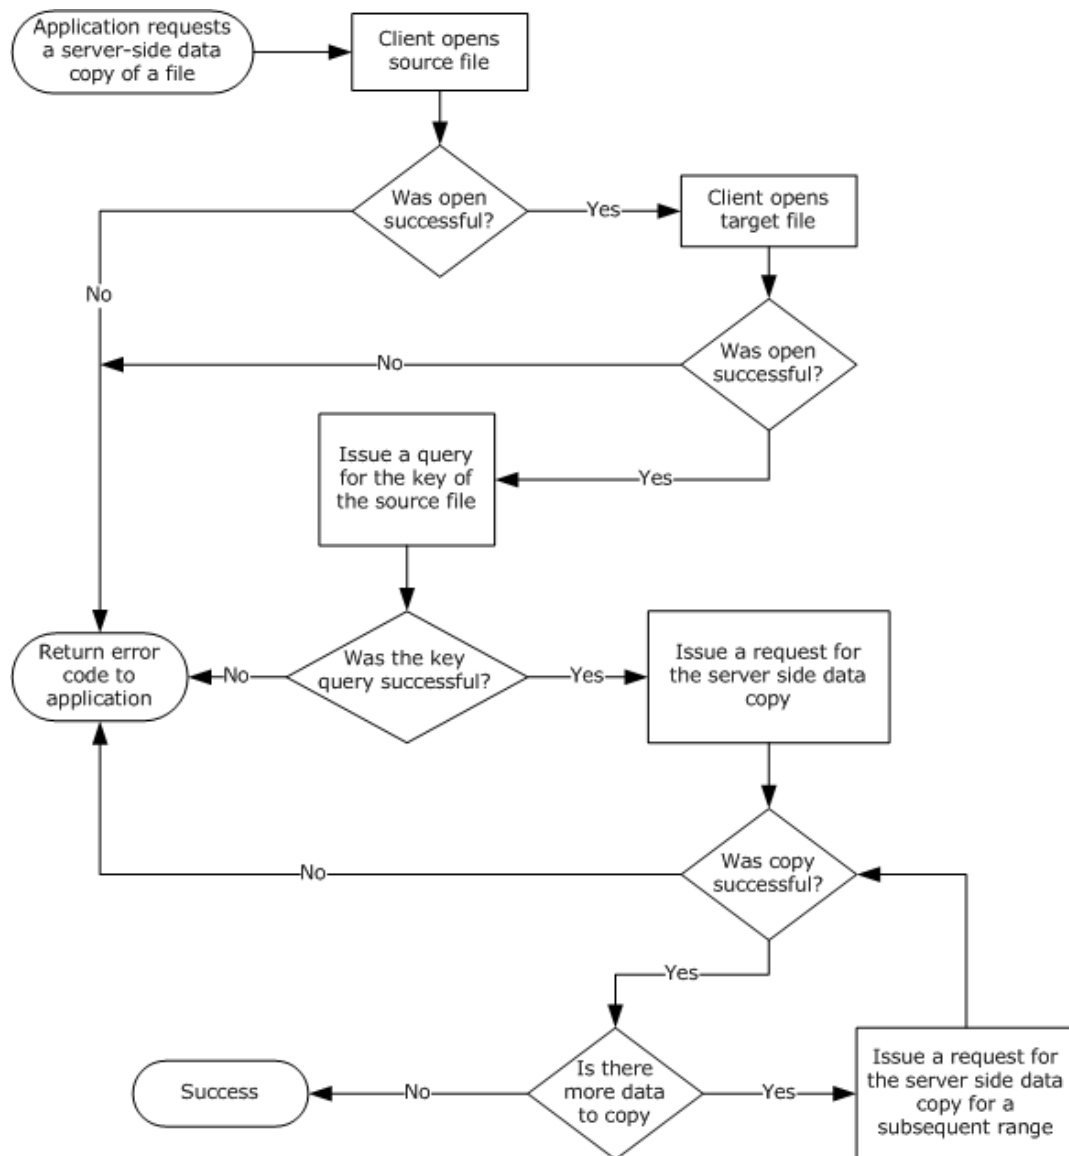 Application requests
a server-side data
copy of a file
Client opens
source file
Was open
successful?
Yes
Client opens
target file
No
Was open
successful?
No
Issue a query
for the key of
the source file
Yes
Return error
code to
application
No
Was the key
query successful?
Yes
Issue a request for
the server side data
copy
Was copy
successful?
No
Yes
Success
No
Is there
more data
to copy
Yes
Issue a request for
the server side data
copy for a
subsequent range